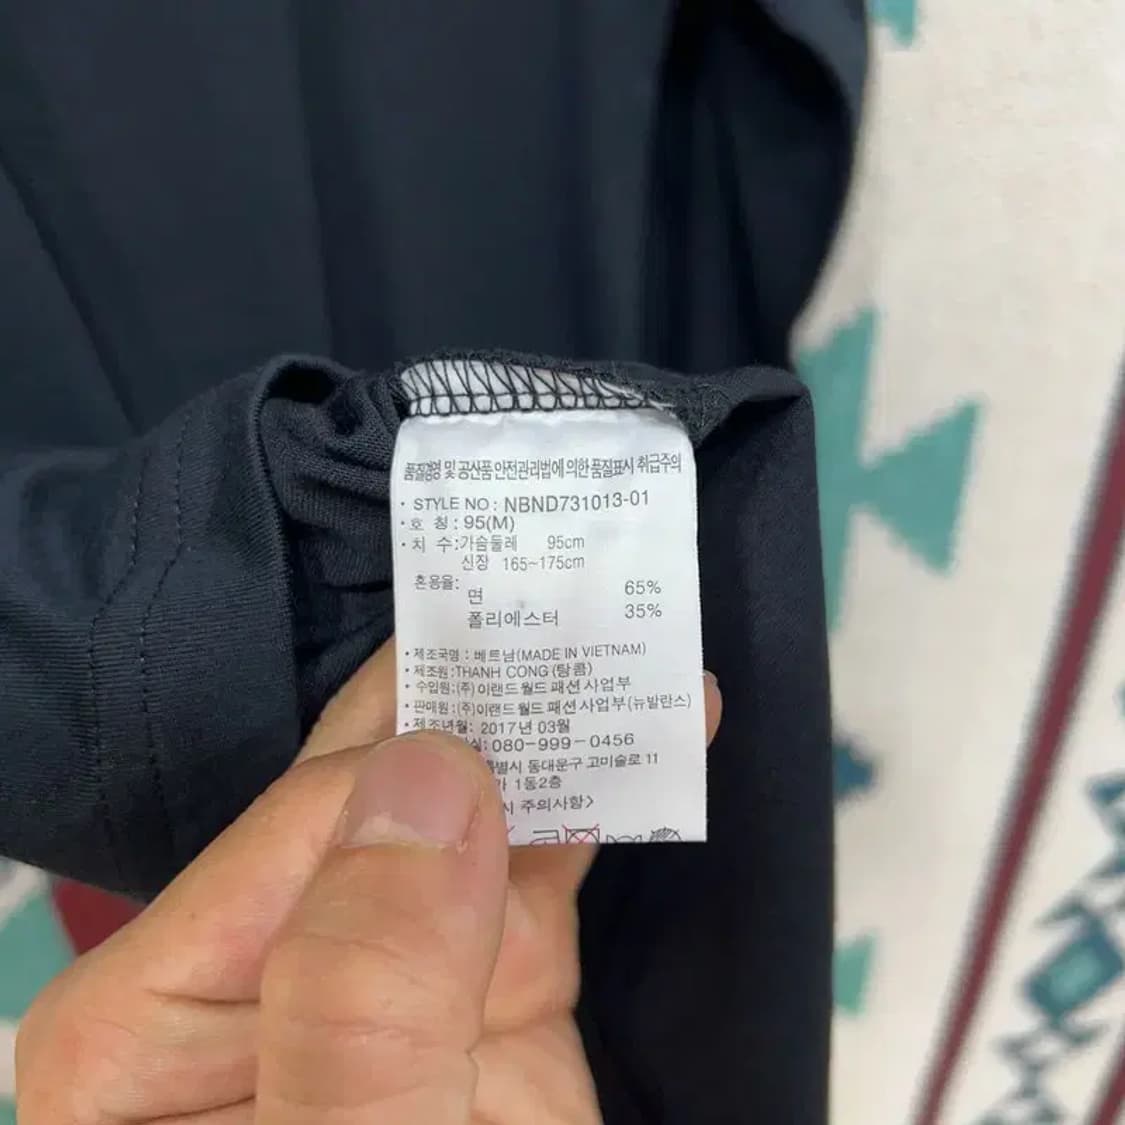 품질경영 및 공산품안전관리법에 의한 품질표시 취급주의
· STYLE NO : NBND731013-01
· 호 칭 : 95(M)
· 치 수 : 가슴둘레 95cm
신장 165~175cm
혼용율:
면 65%
폴리에스터 35%
· 제조국명 : 베트남(MADE IN VIETNAM)
· 제조원 : THANH CONG (탕콤)
· 수입원 : (주)이랜드월드 패션사업부
· 판매원 : (주)이랜드월드 패션사업부(뉴발란스)
· 제조년월: 2017년 03월
실: 080-999-0456
별시 동대문구 고미술로 11
가 1동2층
시 주의사항>